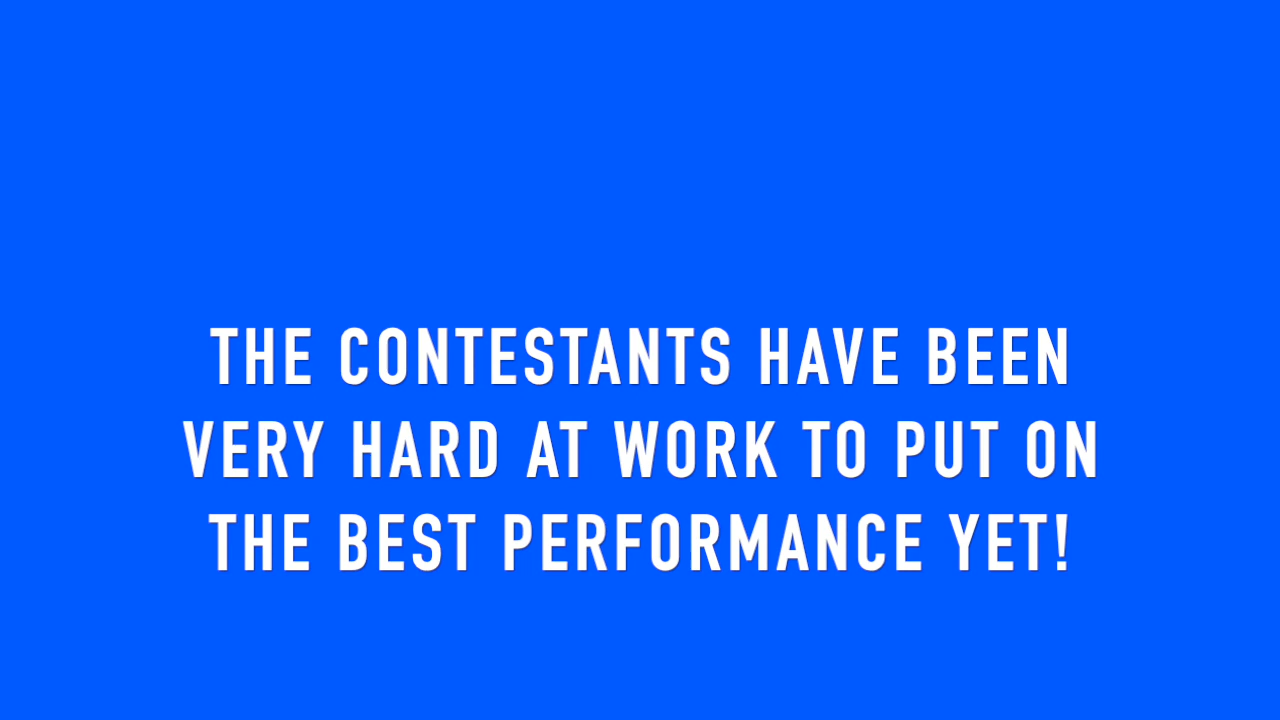 THE CONTESTANTS HAVE BEEN
VERY HARD AT WORK TO PUT ON
THE BEST PERFORMANCE YET!